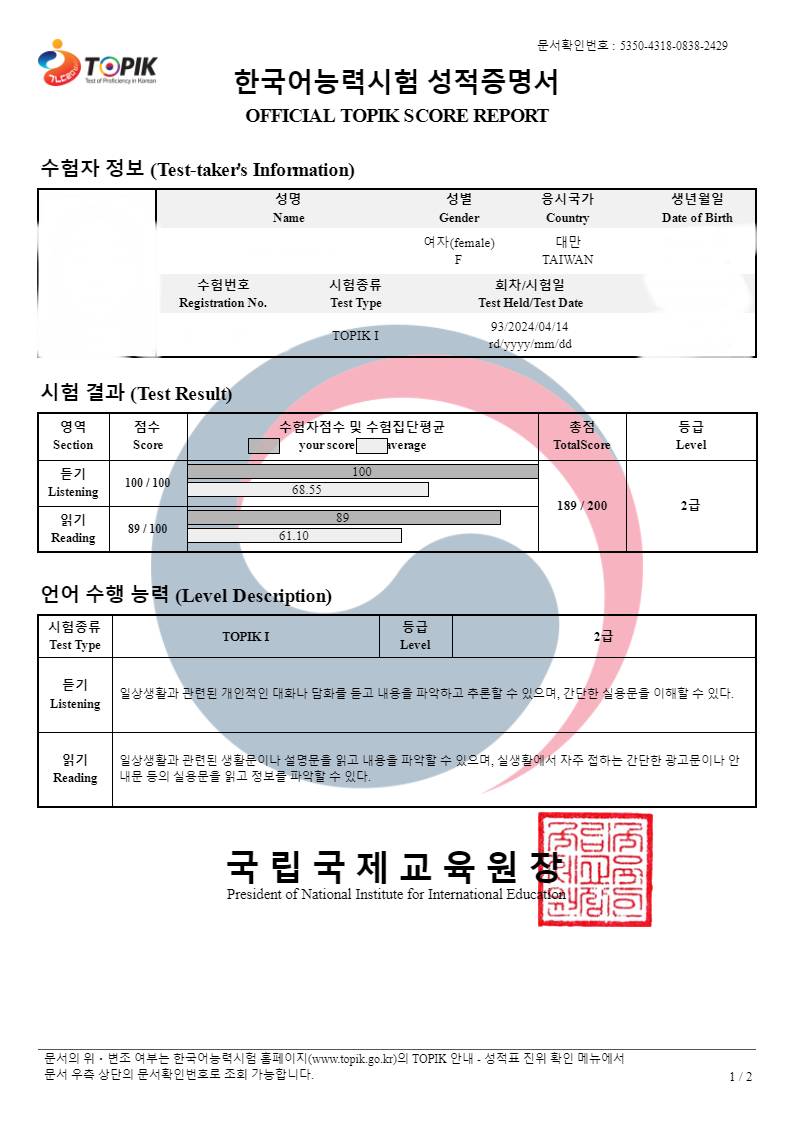 문서확인번호 : 5350-4318-0838-2429
TOPIK
Test of Proficiency in Korean
한국어능력시험 성적증명서
OFFICIAL TOPIK SCORE REPORT
수험자 정보 (Test-taker's Information)
성명 성별 응시국가 생년월일
Name Gender Country Date of Birth
여자(female) 대만
F TAIWAN
수험번호 시험종류 회차/시험일
Registration No. Test Type Test Held/Test Date
TOPIK I 93/2024/04/14
rd/yyyy/mm/dd
시험 결과 (Test Result)
영역 점수 수험자점수 및 수험집단평균 총점 등급
Section Score your score average TotalScore Level
듣기 100 / 100 100
Listening 68.55
189 / 200 2급
읽기 89 / 100 89
Reading 61.10
언어 수행 능력 (Level Description)
시험종류 TOPIK I 등급 2급
Test Type Level
듣기 일상생활과 관련된 개인적인 대화나 담화를 듣고 내용을 파악하고 추론할 수 있으며, 간단한 실용문을 이해할 수 있다.
Listening
읽기 일상생활과 관련된 생활문이나 설명문을 읽고 내용을 파악할 수 있으며, 실생활에서 자주 접하는 간단한 광고문이나 안
Reading 내문 등의 실용문을 읽고 정보를 파악할 수 있다.
국립국제교육원장
President of National Institute for International Education
문서의 위・변조 여부는 한국어능력시험 홈페이지(www.topik.go.kr)의 TOPIK 안내 - 성적표 진위 확인 메뉴에서
문서 우측 상단의 문서확인번호로 조회 가능합니다.
1 / 2